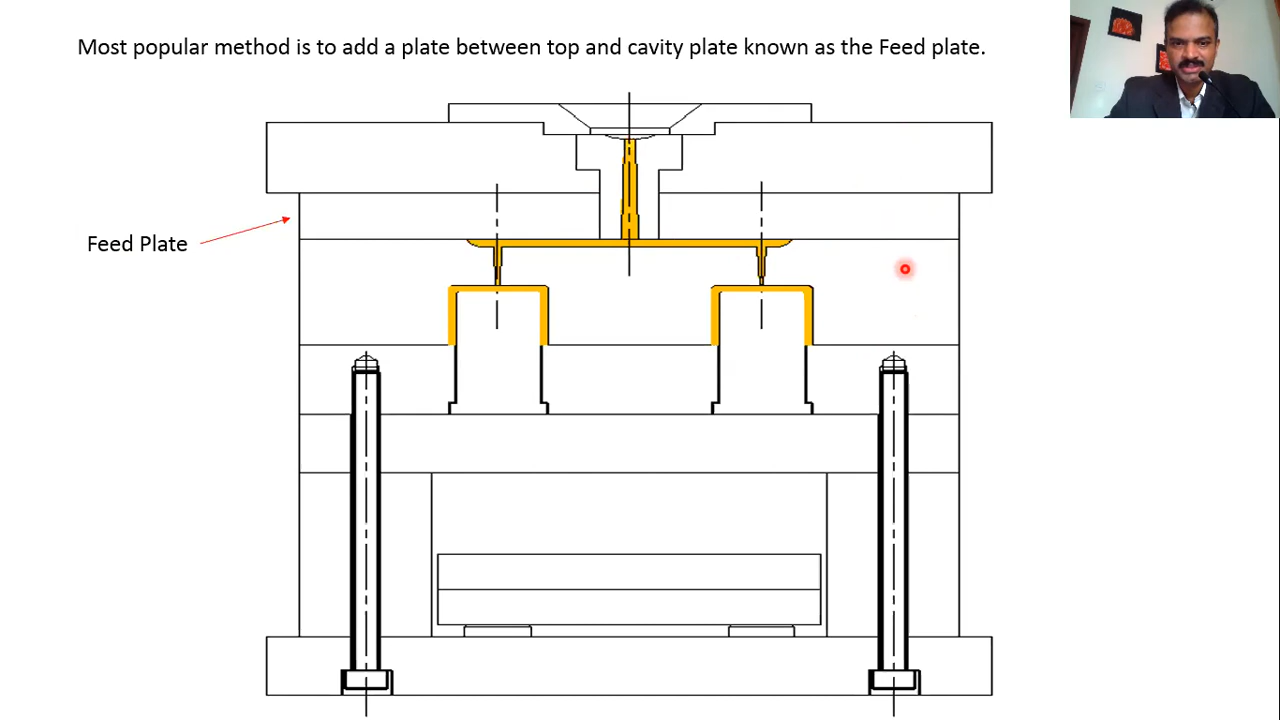 Most popular method is to add a plate between top and cavity plate known as the Feed plate.
Feed Plate